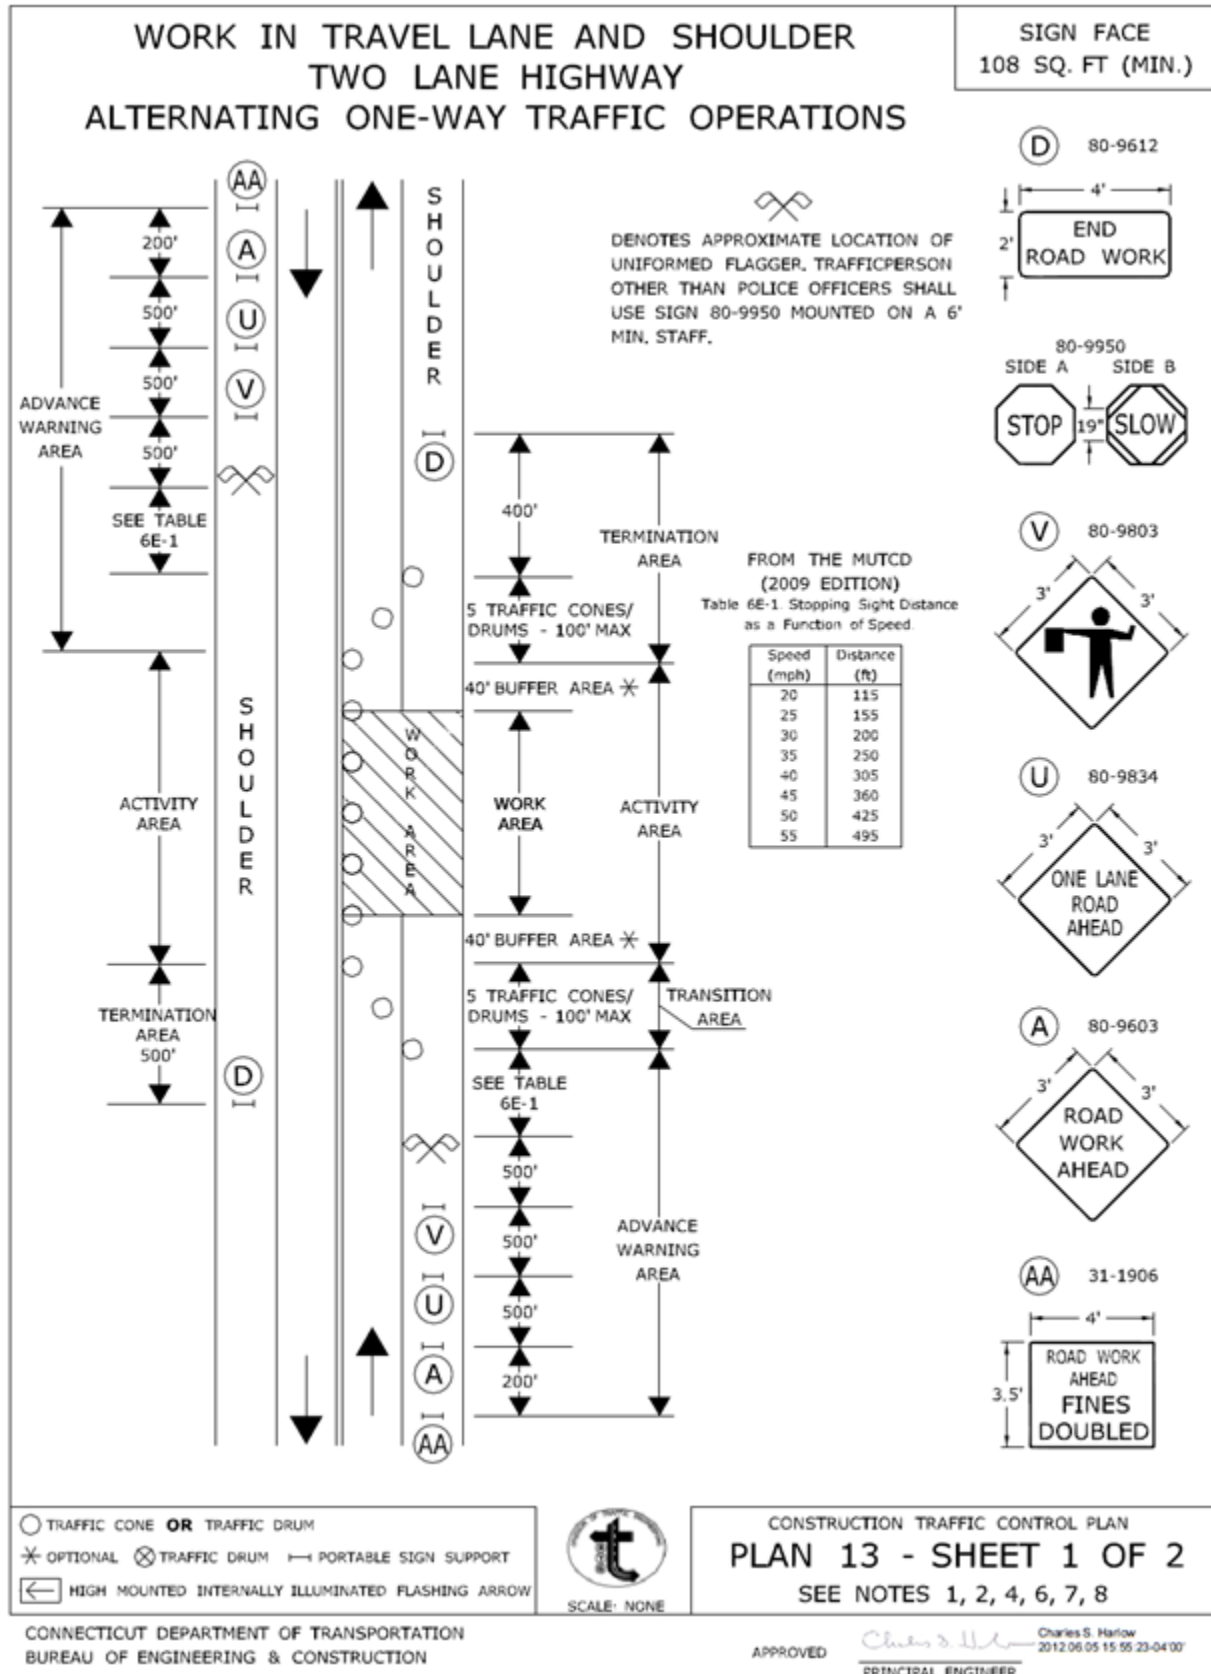 WORK IN TRAVEL LANE AND SHOULDER
TWO LANE HIGHWAY
ALTERNATING ONE-WAY TRAFFIC OPERATIONS
SIGN FACE
108 SQ. FT (MIN.)
AA
A
U
V
200'
500'
500'
500'
SEE TABLE
6E-1
ADVANCE
WARNING
AREA
SHOULDER
ACTIVITY
AREA
TERMINATION
AREA
500'
D
SHOULDER
D
400'
TERMINATION
AREA
5 TRAFFIC CONES/
DRUMS - 100' MAX
40' BUFFER AREA
WORK AREA
WORK
AREA
ACTIVITY
AREA
40' BUFFER AREA
5 TRAFFIC CONES/
DRUMS - 100' MAX
TRANSITION
AREA
SEE TABLE
6E-1
500'
500'
500'
200'
ADVANCE
WARNING
AREA
V
U
A
AA
DENOTES APPROXIMATE LOCATION OF
UNIFORMED FLAGGER. TRAFFICPERSON
OTHER THAN POLICE OFFICERS SHALL
USE SIGN 80-9950 MOUNTED ON A 6'
MIN. STAFF.
FROM THE MUTCD
(2009 EDITION)
Table 6E-1. Stopping Sight Distance
as a Function of Speed.
Speed (mph) Distance (ft)
20 115
25 155
30 200
35 250
40 305
45 360
50 425
55 495
D 80-9612
4'
2'
END
ROAD WORK
80-9950
SIDE A SIDE B
STOP 19" SLOW
V 80-9803
3' 3'
U 80-9834
3' 3'
ONE LANE
ROAD
AHEAD
A 80-9603
3' 3'
ROAD
WORK
AHEAD
AA 31-1906
4'
3.5'
ROAD WORK
AHEAD
FINES
DOUBLED
TRAFFIC CONE OR TRAFFIC DRUM
OPTIONAL TRAFFIC DRUM PORTABLE SIGN SUPPORT
HIGH MOUNTED INTERNALLY ILLUMINATED FLASHING ARROW
SCALE: NONE
CONSTRUCTION TRAFFIC CONTROL PLAN
PLAN 13 - SHEET 1 OF 2
SEE NOTES 1, 2, 4, 6, 7, 8
CONNECTICUT DEPARTMENT OF TRANSPORTATION
BUREAU OF ENGINEERING & CONSTRUCTION
APPROVED
Charles S. Harlow
2012.06.05 15:55:23-04'00'
PRINCIPAL ENGINEER